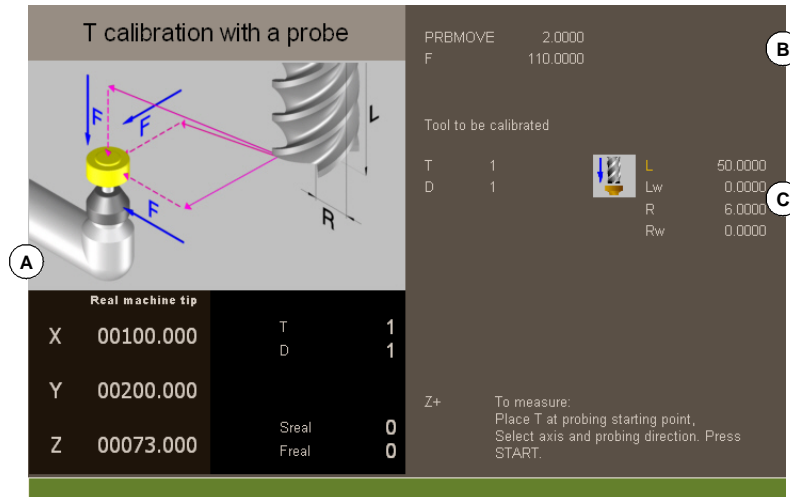 T calibration with a probe
F
F
F
L
R
A
Real machine tip
X 00100.000
Y 00200.000
Z 00073.000
T 1
D 1
Sreal 0
Freal 0
PRBMOVE 2.0000
F 110.0000
B
Tool to be calibrated
T 1
D 1
L 50.0000
Lw 0.0000
R 6.0000
Rw 0.0000
C
Z+ To measure:
Place T at probing starting point,
Select axis and probing direction. Press
START.